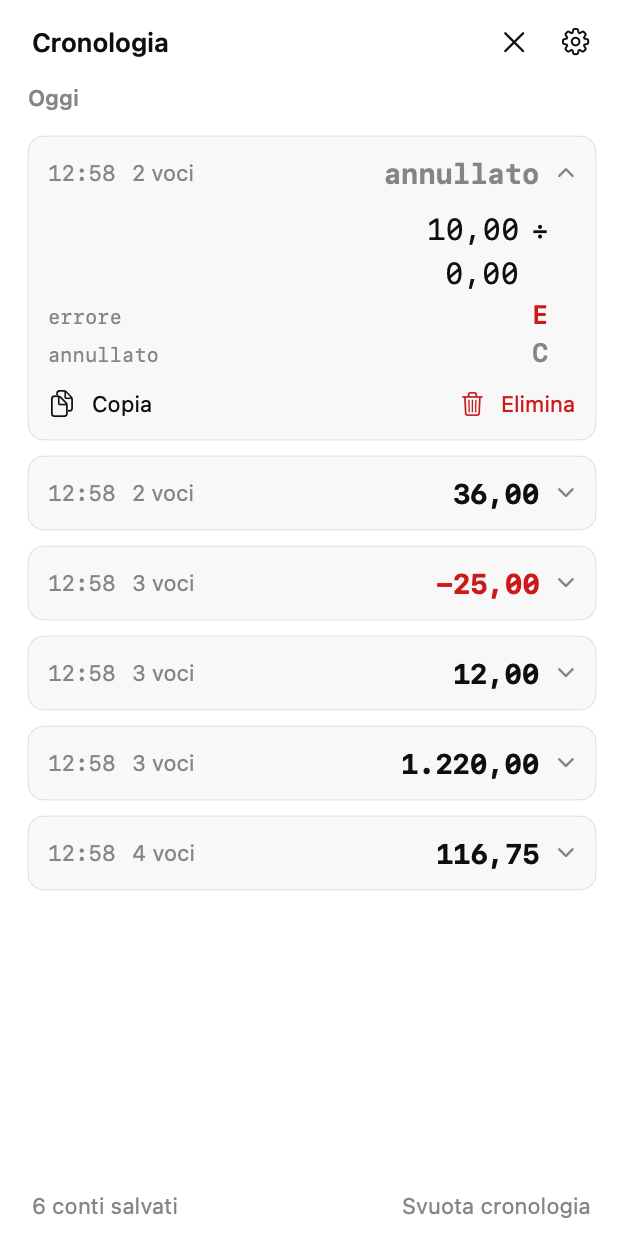 Cronologia
Oggi
12:58 2 voci annullato
10,00 ÷
0,00
errore E
annullato C
Copia Elimina
12:58 2 voci 36,00
12:58 3 voci −25,00
12:58 3 voci 12,00
12:58 3 voci 1.220,00
12:58 4 voci 116,75
6 conti salvati Svuota cronologia